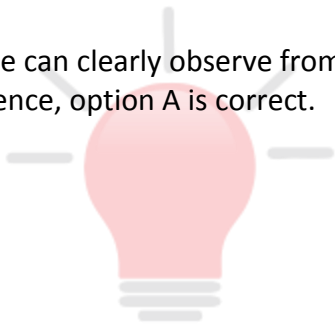 e can clearly observe from
ence, option A is correct.